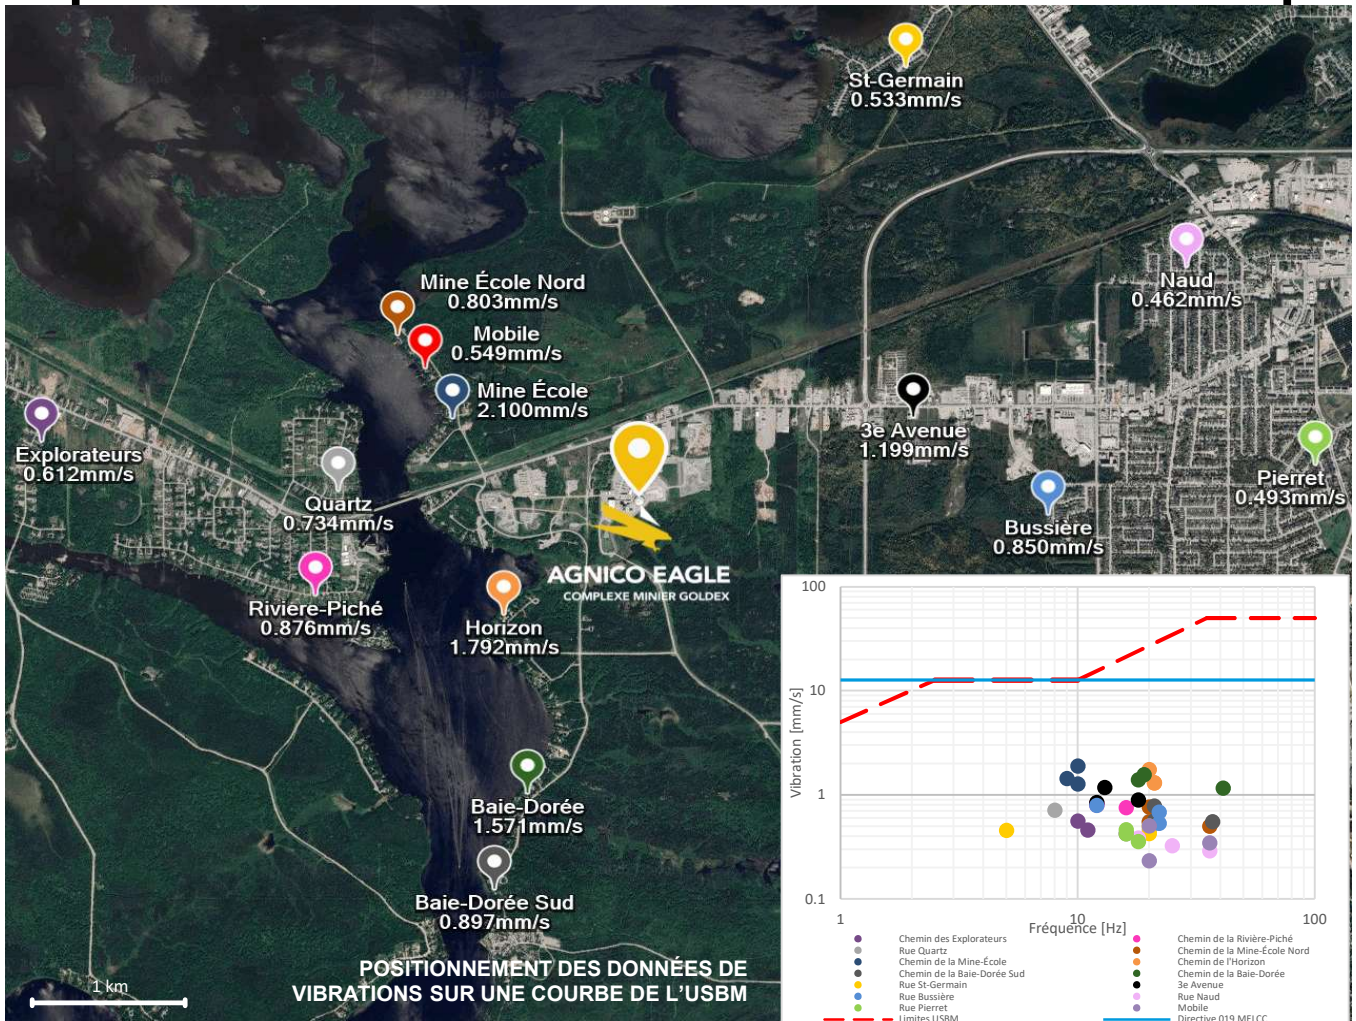 St-Germain
0.533mm/s
Naud
0.462mm/s
Mine École Nord
0.803mm/s
Mobile
0.549mm/s
Mine École
2.100mm/s
3e Avenue
1.199mm/s
Explorateurs
0.612mm/s
Quartz
0.734mm/s
Pierret
0.493mm/s
Bussière
0.850mm/s
AGNICO EAGLE
COMPLEXE MINIER GOLDEX
Riviere-Piché
0.876mm/s
Horizon
1.792mm/s
Baie-Dorée
1.571mm/s
Baie-Dorée Sud
0.897mm/s
POSITIONNEMENT DES DONNÉES DE
VIBRATIONS SUR UNE COURBE DE L'USBM
1 km
100
10
1
0.1
Vibration [mm/s]
1
10
100
Fréquence [Hz]
Chemin des Explorateurs
Chemin de la Rivière-Piché
Rue Quartz
Chemin de la Mine-École Nord
Chemin de la Mine-École
Chemin de l'Horizon
Chemin de la Baie-Dorée Sud
Chemin de la Baie-Dorée
Rue St-Germain
3e Avenue
Rue Bussière
Rue Naud
Rue Pierret
Mobile
Limites USBM
Directive 019 MELCC